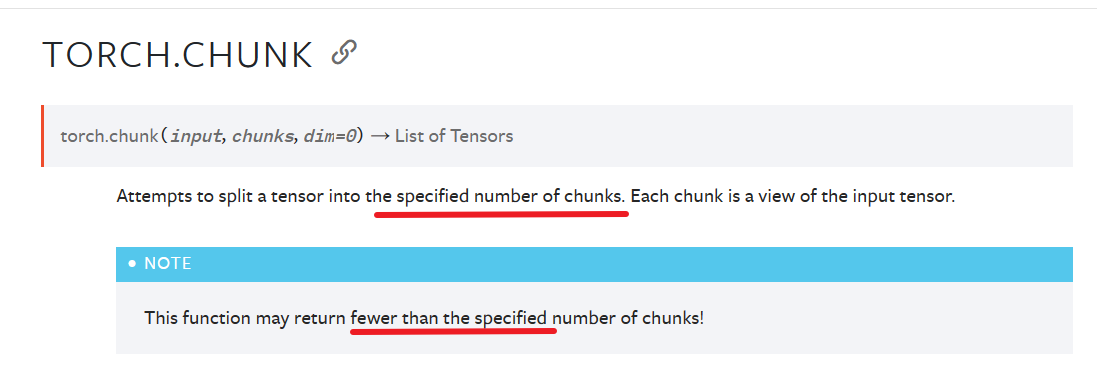 TORCH.CHUNK
torch.chunk(input, chunks, dim=0) → List of Tensors
Attempts to split a tensor into the specified number of chunks. Each chunk is a view of the input tensor.
NOTE
This function may return fewer than the specified number of chunks!